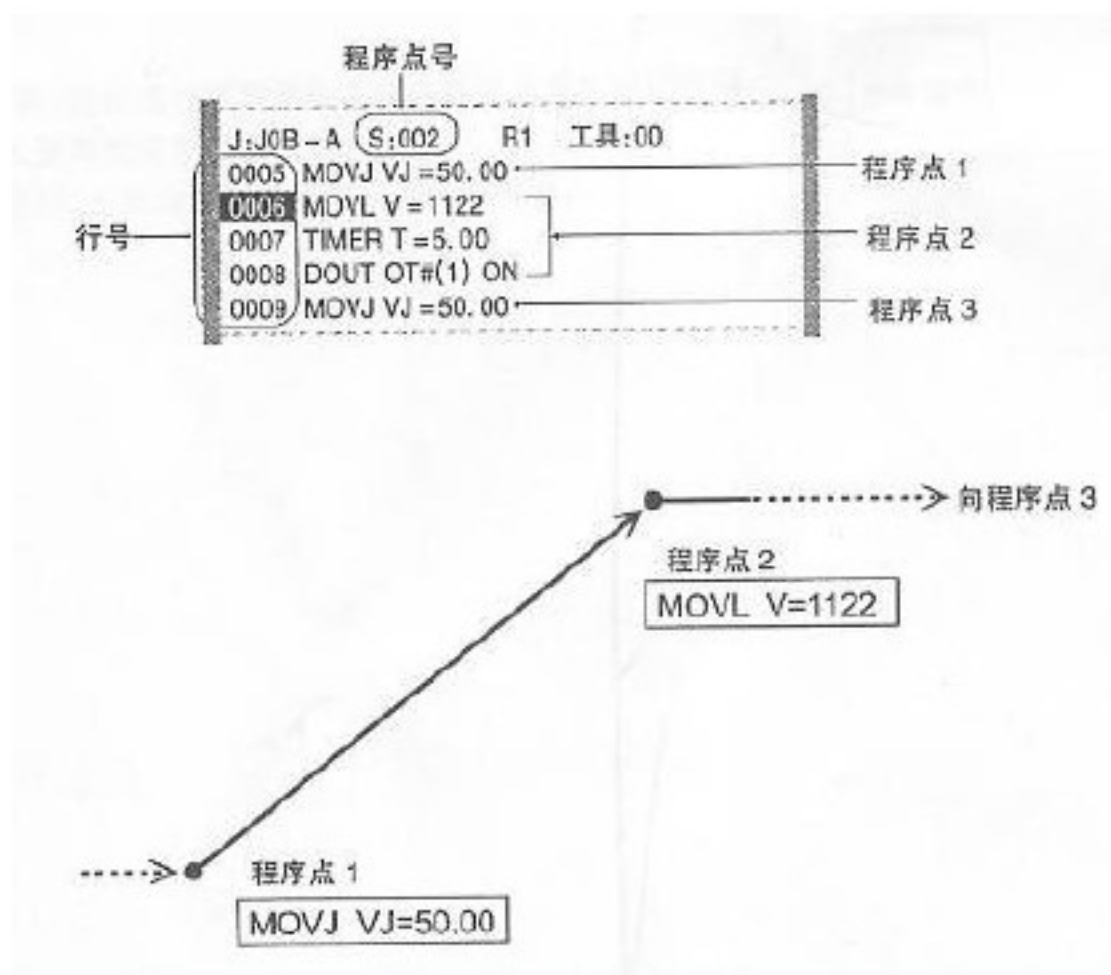 程序点号
J:JOB-A S:002 R1 工具:00
0005 MOVJ VJ=50.00 程序点 1
0006 MOVL V=1122
行号 0007 TIMER T=5.00 程序点 2
0008 DOUT OT#(1) ON
0009 MOVJ VJ=50.00 程序点 3
向程序点 3
程序点 2
MOVL V=1122
程序点 1
MOVJ VJ=50.00